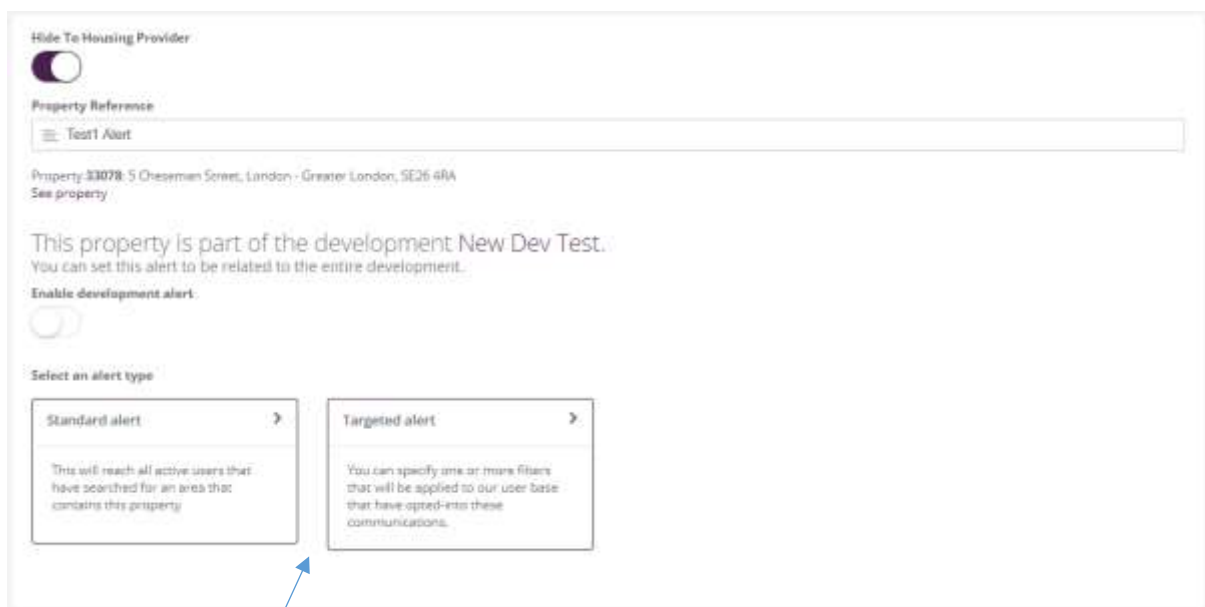 Hide To Housing Provider
Property Reference
Test1 Alert
Property 33078: 5 Cheseman Street, London - Greater London, SE26 4RA
See property
This property is part of the development New Dev Test.
You can set this alert to be related to the entire development.
Enable development alert
Select an alert type
Standard alert
This will reach all active users that
have searched for an area that
contains this property
Targeted alert
You can specify one or more filters
that will be applied to our user base
that have opted-into these
communications.